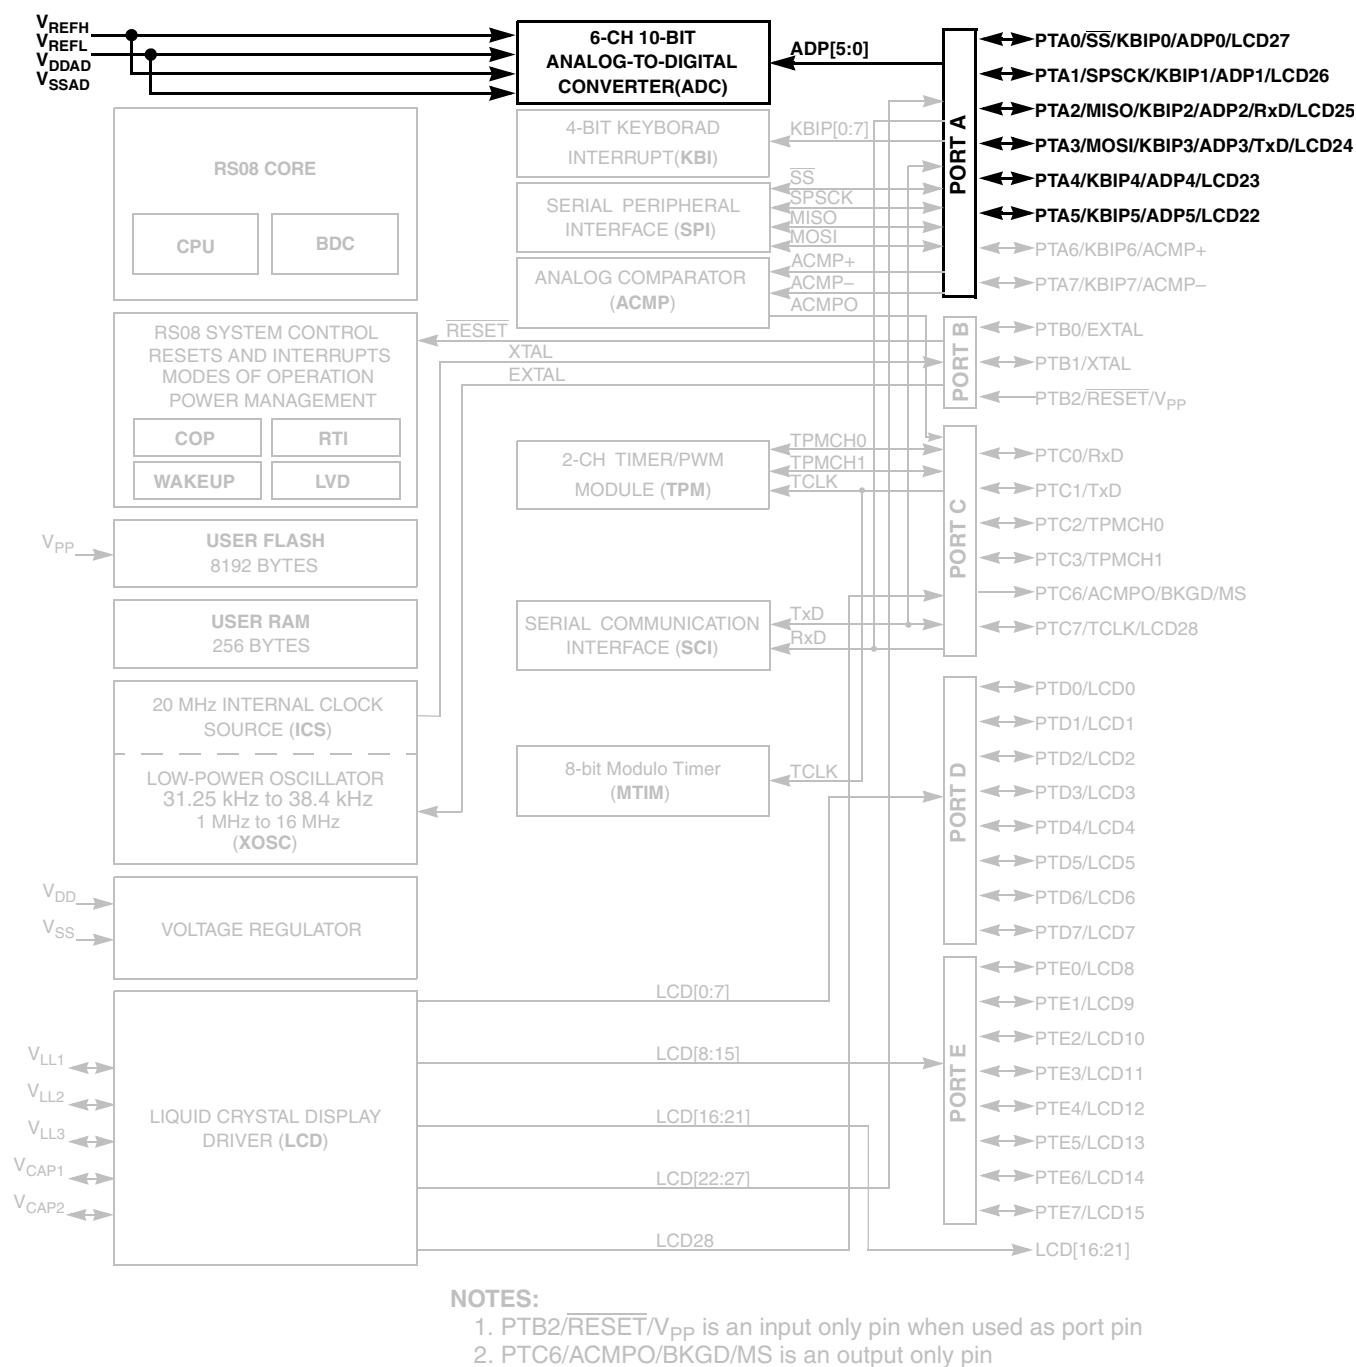 VREFH
VREFL
VDDAD
VSSAD
6-CH 10-BIT
ANALOG-TO-DIGITAL
CONVERTER(ADC)
ADP[5:0]
PORT A
PTA0/SS/KBIP0/ADP0/LCD27
PTA1/SPSCK/KBIP1/ADP1/LCD26
PTA2/MISO/KBIP2/ADP2/RxD/LCD25
PTA3/MOSI/KBIP3/ADP3/TxD/LCD24
PTA4/KBIP4/ADP4/LCD23
PTA5/KBIP5/ADP5/LCD22
PTA6/KBIP6/ACMP+
PTA7/KBIP7/ACMP–
RS08 CORE
CPU
BDC
4-BIT KEYBORAD
INTERRUPT(KBI)
KBIP[0:7]
SERIAL PERIPHERAL
INTERFACE (SPI)
SS
SPSCK
MISO
MOSI
ANALOG COMPARATOR
(ACMP)
ACMP+
ACMP–
ACMPO
RS08 SYSTEM CONTROL
RESETS AND INTERRUPTS
MODES OF OPERATION
POWER MANAGEMENT
COP
RTI
WAKEUP
LVD
RESET
XTAL
EXTAL
PORT B
PTB0/EXTAL
PTB1/XTAL
PTB2/RESET/VPP
2-CH TIMER/PWM
MODULE (TPM)
TPMCH0
TPMCH1
TCLK
PORT C
PTC0/RxD
PTC1/TxD
PTC2/TPMCH0
PTC3/TPMCH1
PTC6/ACMPO/BKGD/MS
PTC7/TCLK/LCD28
VPP
USER FLASH
8192 BYTES
USER RAM
256 BYTES
SERIAL COMMUNICATION
INTERFACE (SCI)
TxD
RxD
20 MHz INTERNAL CLOCK
SOURCE (ICS)
LOW-POWER OSCILLATOR
31.25 kHz to 38.4 kHz
1 MHz to 16 MHz
(XOSC)
8-bit Modulo Timer
(MTIM)
TCLK
PORT D
PTD0/LCD0
PTD1/LCD1
PTD2/LCD2
PTD3/LCD3
PTD4/LCD4
PTD5/LCD5
PTD6/LCD6
PTD7/LCD7
VDD
VSS
VOLTAGE REGULATOR
PORT E
PTE0/LCD8
PTE1/LCD9
PTE2/LCD10
PTE3/LCD11
PTE4/LCD12
PTE5/LCD13
PTE6/LCD14
PTE7/LCD15
LCD[16:21]
VLL1
VLL2
VLL3
VCAP1
VCAP2
LIQUID CRYSTAL DISPLAY
DRIVER (LCD)
LCD[0:7]
LCD[8:15]
LCD[16:21]
LCD[22:27]
LCD28
NOTES:
1. PTB2/RESET/VPP is an input only pin when used as port pin
2. PTC6/ACMPO/BKGD/MS is an output only pin